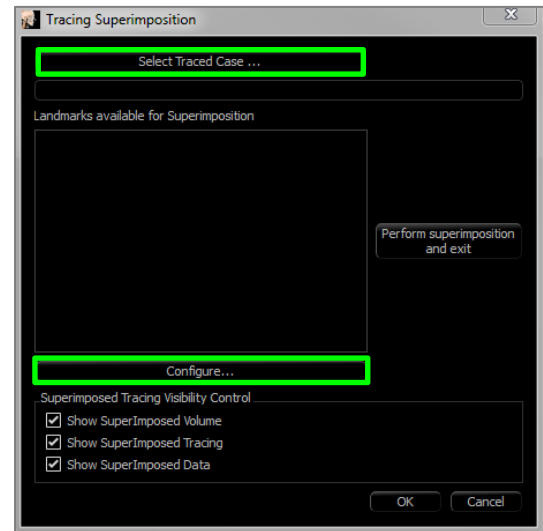 Tracing Superimposition
Select Traced Case ...
Landmarks available for Superimposition
Perform superimposition
and exit
Configure...
Superimposed Tracing Visibility Control
Show SuperImposed Volume
Show SuperImposed Tracing
Show SuperImposed Data
OK
Cancel